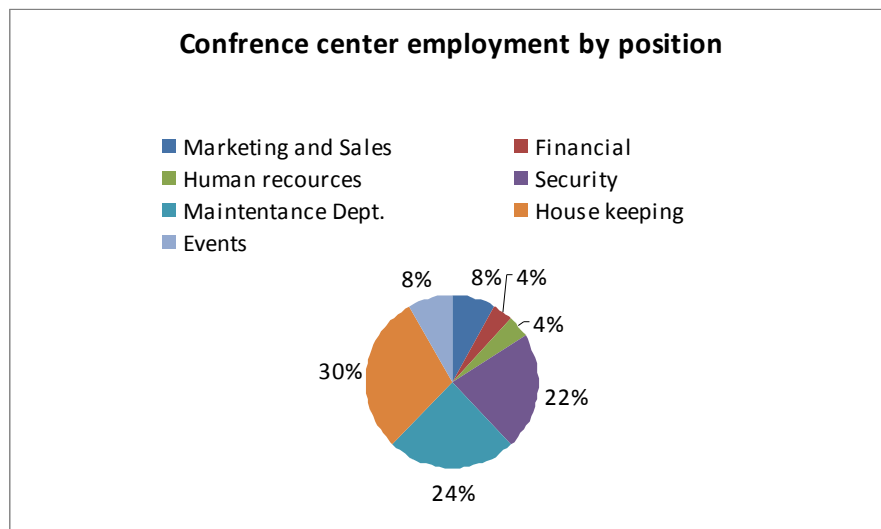 Confrence center employment by position
Marketing and Sales
Financial
Human recources
Security
Maintentance Dept.
House keeping
Events
8%
8%
4%
4%
30%
22%
24%